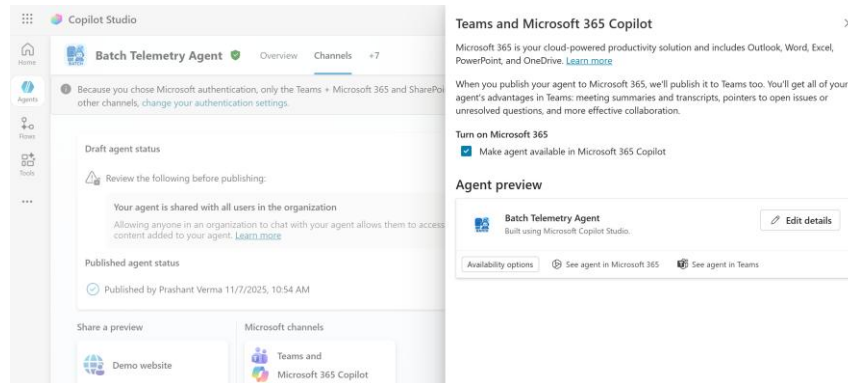 Copilot Studio
Home
Agents
Flows
Tools
BATCH
Batch Telemetry Agent
Overview
Channels
+7
Because you chose Microsoft authentication, only the Teams + Microsoft 365 and SharePoi
other channels, change your authentication settings.
Draft agent status
Review the following before publishing:
Your agent is shared with all users in the organization
Allowing anyone in an organization to chat with your agent allows them to access
content added to your agent. Learn more
Published agent status
Published by Prashant Verma 11/7/2025, 10:54 AM
Share a preview
Demo website
Microsoft channels
Teams and
Microsoft 365 Copilot
Teams and Microsoft 365 Copilot
Microsoft 365 is your cloud-powered productivity solution and includes Outlook, Word, Excel,
PowerPoint, and OneDrive. Learn more
When you publish your agent to Microsoft 365, we'll publish it to Teams too. You'll get all of your
agent's advantages in Teams: meeting summaries and transcripts, pointers to open issues or
unresolved questions, and more effective collaboration.
Turn on Microsoft 365
Make agent available in Microsoft 365 Copilot
Agent preview
Batch Telemetry Agent
Built using Microsoft Copilot Studio.
Edit details
Availability options
See agent in Microsoft 365
See agent in Teams